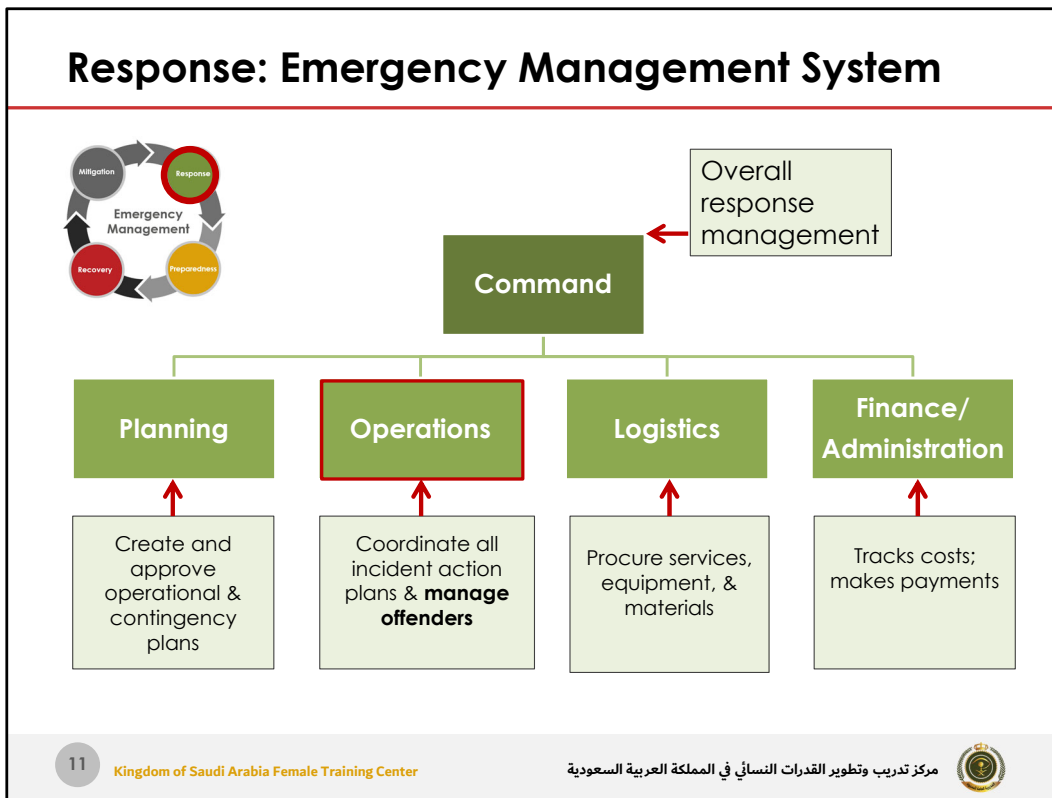 Response: Emergency Management System
Mitigation
Response
Emergency
Management
Recovery
Preparedness
Overall
response
management
Command
Planning
Operations
Logistics
Finance/
Administration
Create and
approve
operational &
contingency
plans
Coordinate all
incident action
plans & manage
offenders
Procure services,
equipment, &
materials
Tracks costs;
makes payments
11
Kingdom of Saudi Arabia Female Training Center
مركز تدريب وتطوير القدرات النسائي في المملكة العربية السعودية